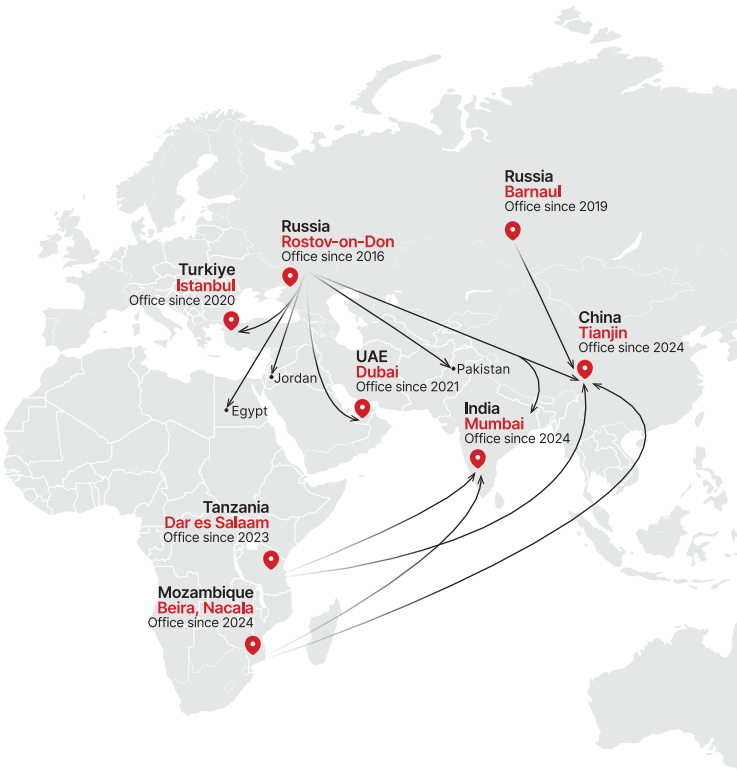 Russia
Barnaul
Office since 2019
Russia
Rostov-on-Don
Office since 2016
Turkiye
Istanbul
Office since 2020
China
Tianjin
Office since 2024
UAE
Dubai
Office since 2021
Pakistan
Jordan
Egypt
India
Mumbai
Office since 2024
Tanzania
Dar es Salaam
Office since 2023
Mozambique
Beira, Nacala
Office since 2024